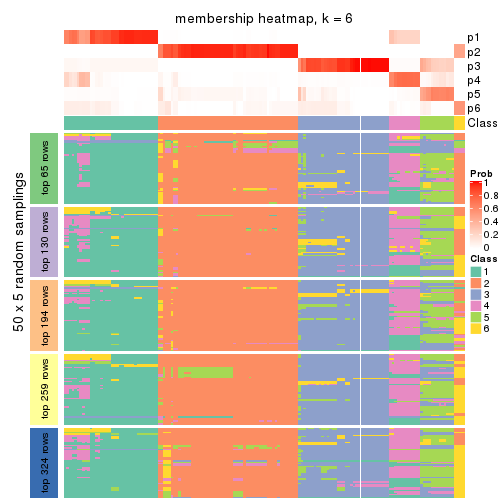 membership heatmap, k = 6
p1
p2
p3
p4
p5
p6
Class
50 x 5 random samplings
top 65 rows
top 130 rows
top 194 rows
top 259 rows
top 324 rows
Prob
1
0.8
0.6
0.4
0.2
0
Class
1
2
3
4
5
6